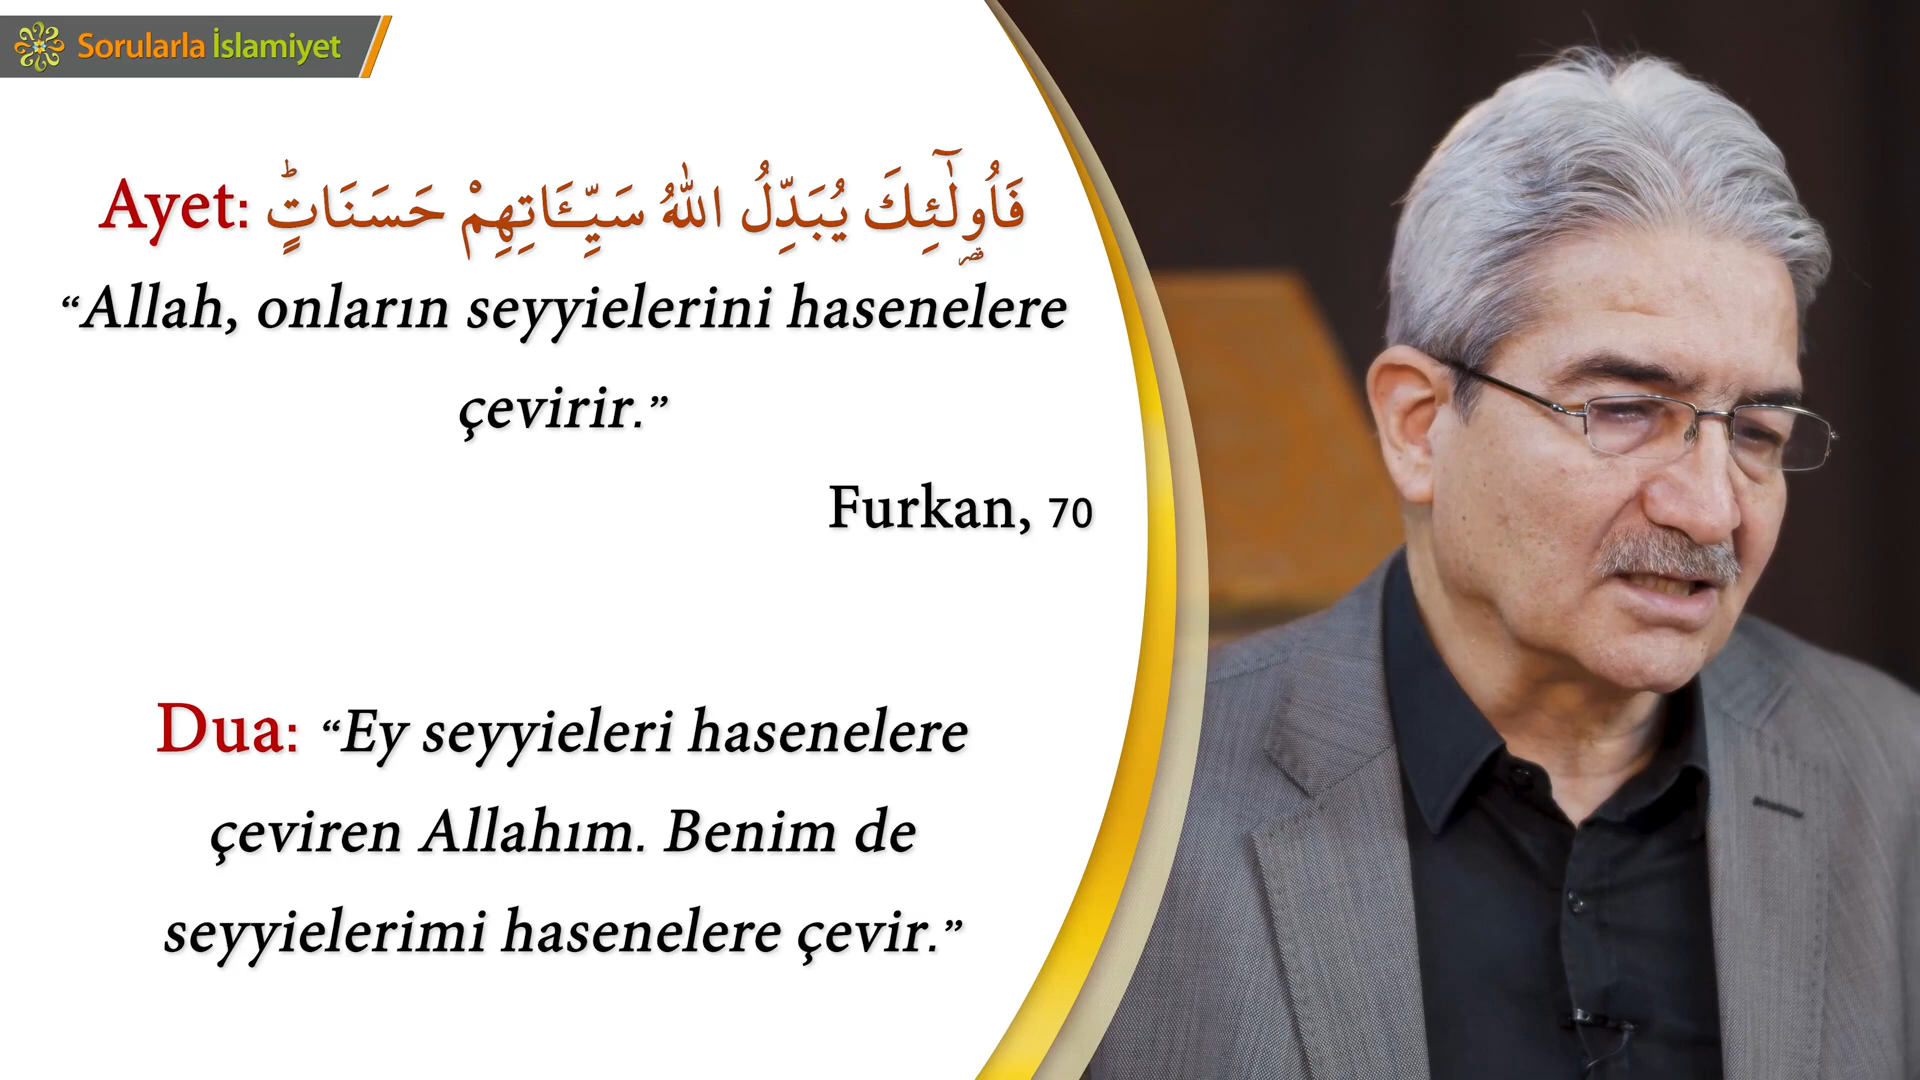 Sorularla İslamiyet
Ayet: فَاُو۬لٰٓئِكَ يُبَدِّلُ اللّٰهُ سَيِّـَٔاتِهِمْ حَسَنَاتٍۜ
“Allah, onların seyyielerini hasenelere
çevirir.”
Furkan, 70
Dua: “Ey seyyieleri hasenelere
çeviren Allahım. Benim de
seyyielerimi hasenelere çevir.”